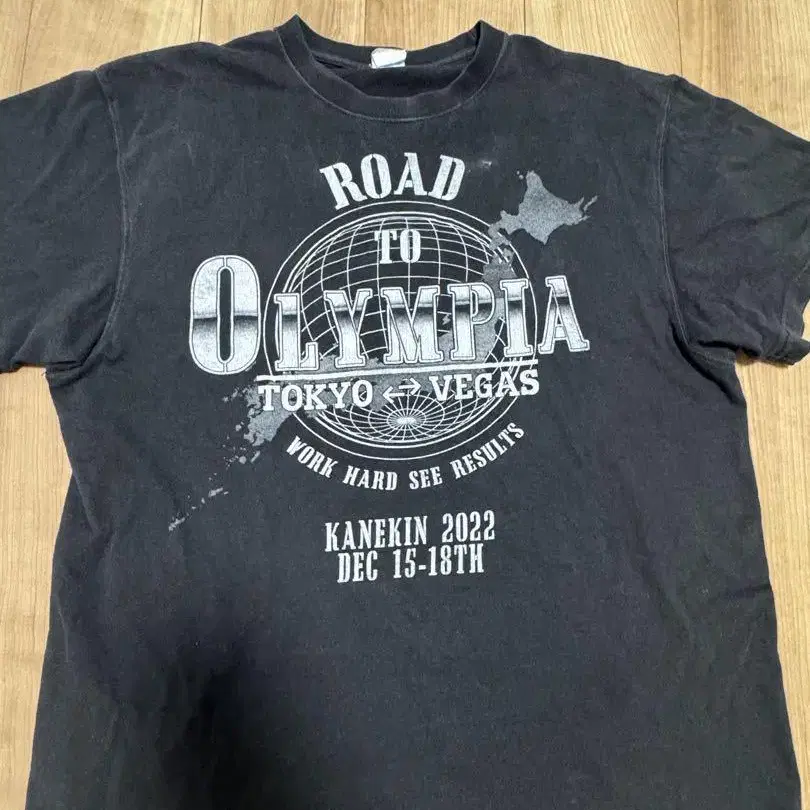 ROAD
TO
OLYMPIA
TOKYO ↔ VEGAS
WORK HARD SEE RESULTS
KANEKIN 2022
DEC 15-18TH